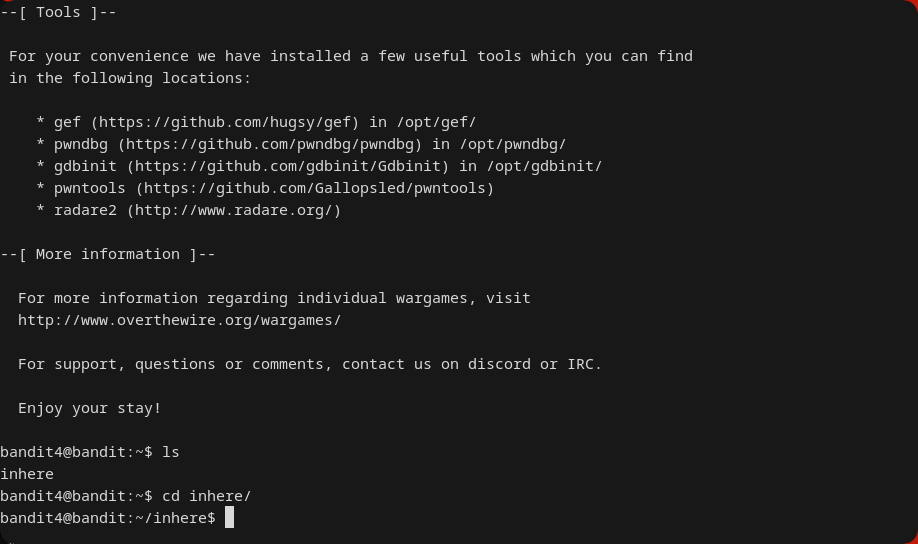 --[ Tools ]--
For your convenience we have installed a few useful tools which you can find
in the following locations:
* gef (https://github.com/hugsy/gef) in /opt/gef/
* pwndbg (https://github.com/pwndbg/pwndbg) in /opt/pwndbg/
* gdbinit (https://github.com/gdbinit/Gdbinit) in /opt/gdbinit/
* pwntools (https://github.com/Gallopsled/pwntools)
* radare2 (http://www.radare.org/)
--[ More information ]--
For more information regarding individual wargames, visit
http://www.overthewire.org/wargames/
For support, questions or comments, contact us on discord or IRC.
Enjoy your stay!
bandit4@bandit:~$ ls
inhere
bandit4@bandit:~$ cd inhere/
bandit4@bandit:~/inhere$